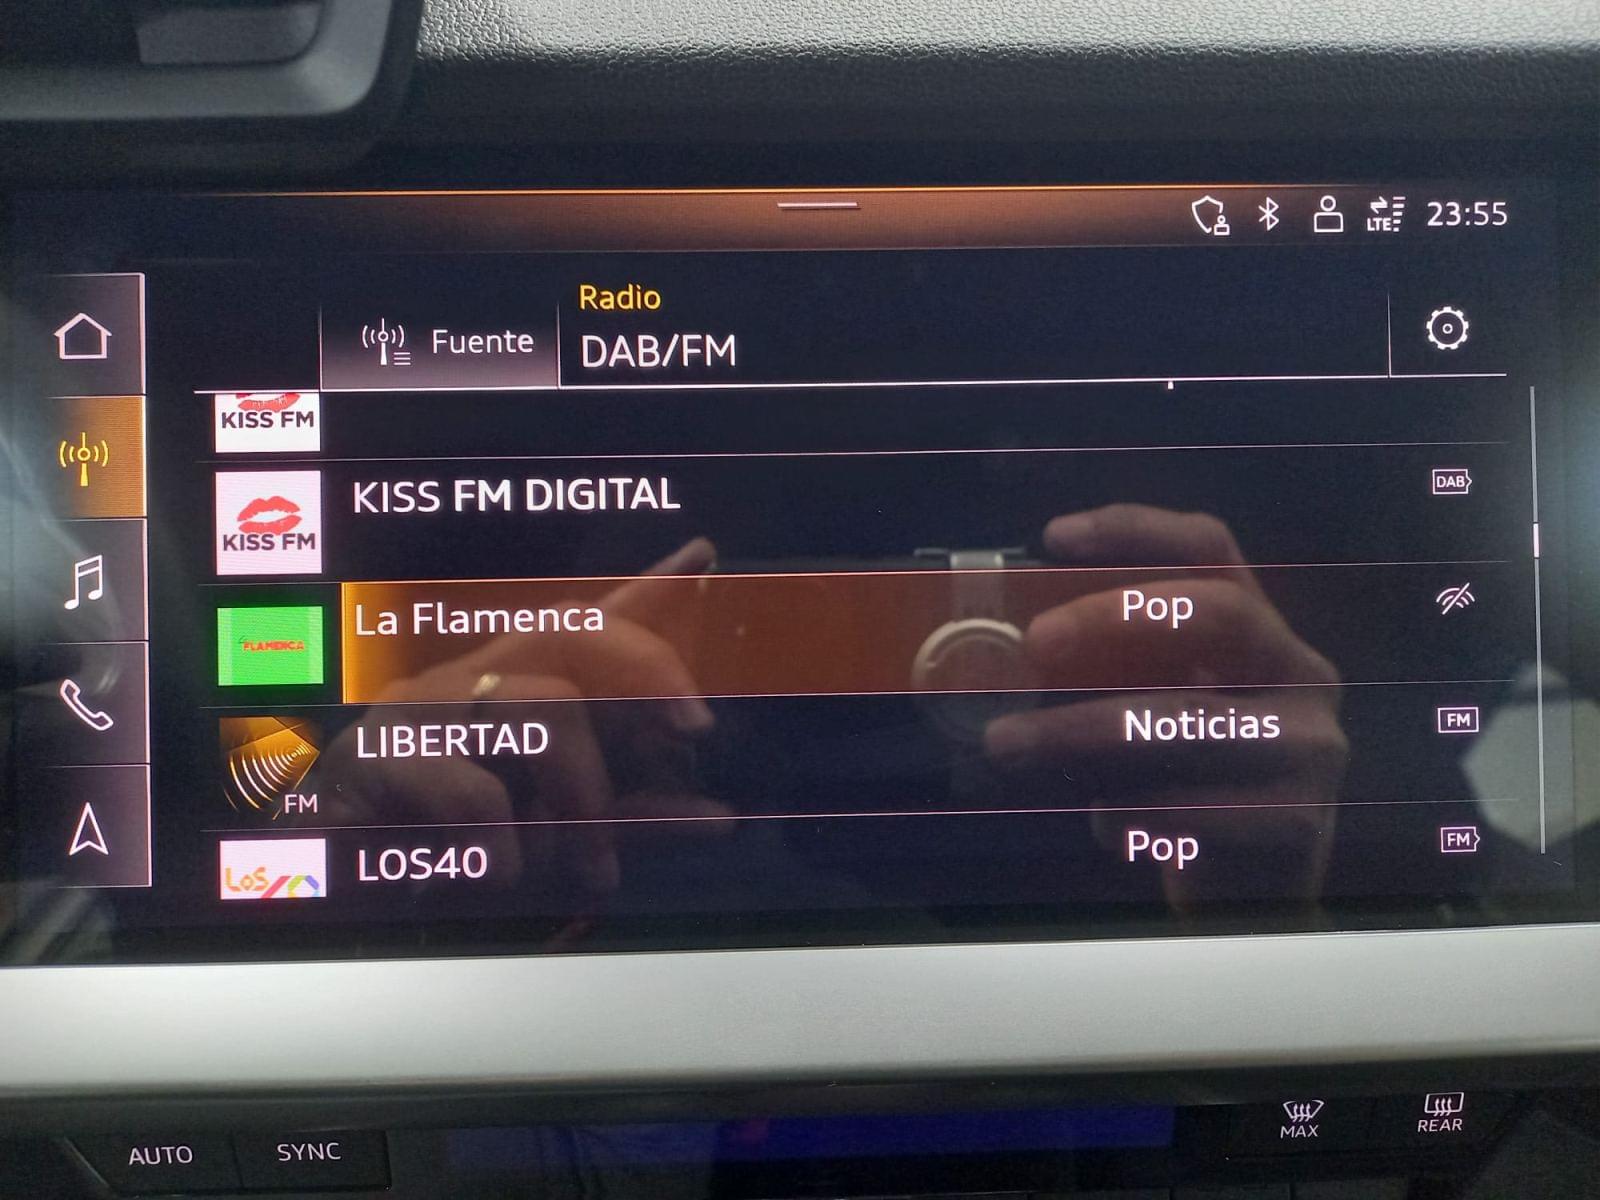 LTE 23:55
Radio
Fuente DAB/FM
KISS FM
KISS FM DIGITAL DAB
KISS FM
La Flamenca Pop
FLAMENCA
LIBERTAD Noticias FM
FM
LOS40 Pop FM
Los
AUTO SYNC MAX REAR